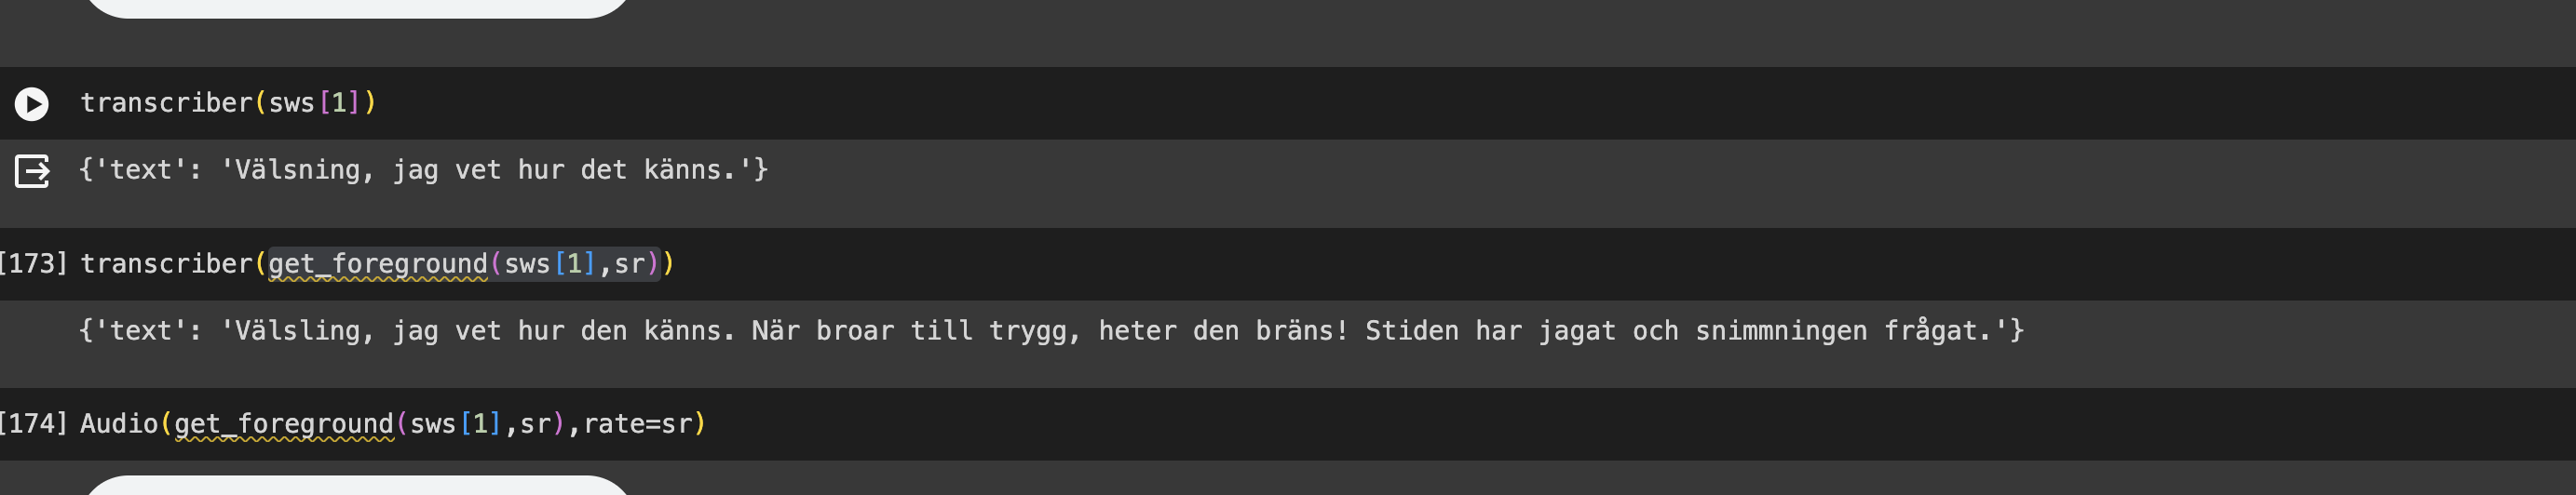 transcriber(sws[1])
{'text': 'Välsning, jag vet hur det känns.'}
[173] transcriber(get_foreground(sws[1],sr))
{'text': 'Välsling, jag vet hur den känns. När broar till trygg, heter den bräns! Stiden har jagat och snimmningen frågat.'}
[174] Audio(get_foreground(sws[1],sr),rate=sr)